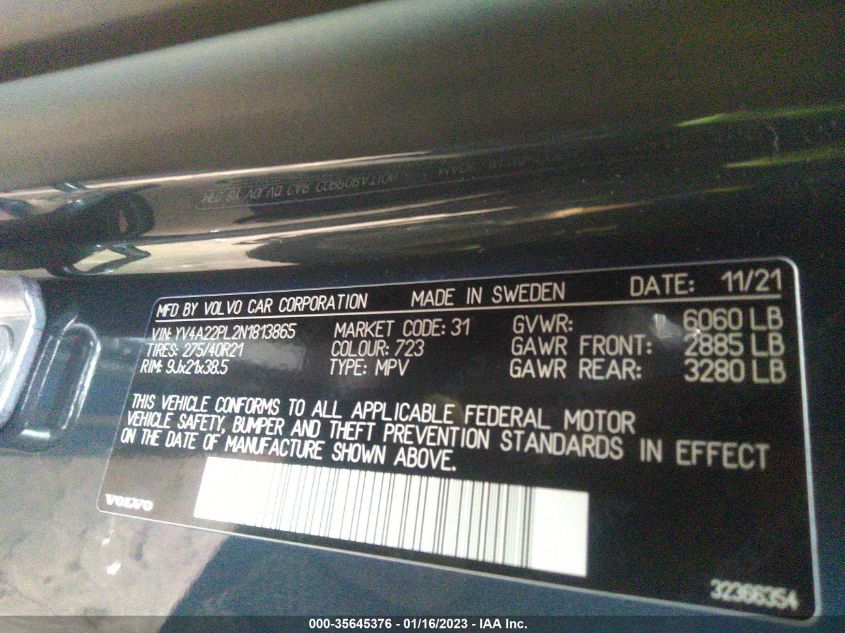 MFD BY VOLVO CAR CORPORATION MADE IN SWEDEN DATE: 11/21
VIN: YV4A22PL2N1813865 MARKET CODE: 31 GVWR: 6060 LB
TIRES: 275/40R21 COLOUR: 723 GAWR FRONT: 2885 LB
RIM: 9Jx21x38.5 TYPE: MPV GAWR REAR: 3280 LB
THIS VEHICLE CONFORMS TO ALL APPLICABLE FEDERAL MOTOR
VEHICLE SAFETY, BUMPER AND THEFT PREVENTION STANDARDS IN EFFECT
ON THE DATE OF MANUFACTURE SHOWN ABOVE.
VOLVO
32366354
000-35645376 - 01/16/2023 - IAA Inc.